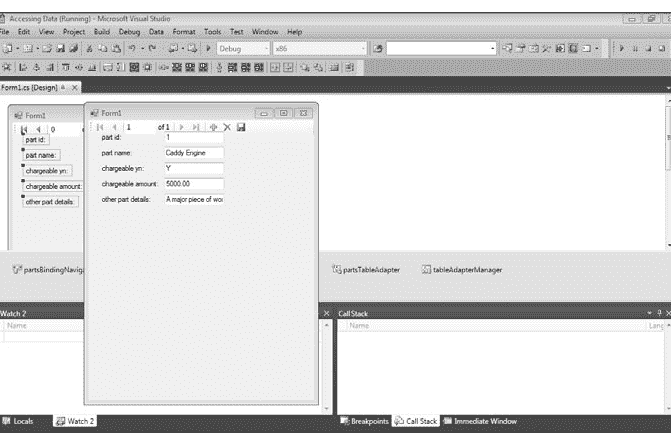 Accessing Data (Running) - Microsoft Visual Studio
File Edit View Project Build Debug Data Format Tools Test Window Help
Debug x86
Form1.cs [Design]
Form1
Form1
0
1 of 1
part id:
part id: 1
part name:
part name: Caddy Engine
chargeable yn:
chargeable yn: Y
chargeable amount:
chargeable amount: 5000.00
other part details:
other part details: A major piece of wor
partsBindingNaviga
partsTableAdapter
tableAdapterManager
Watch 2
Call Stack
Name
Name
Lang
Locals
Watch 2
Breakpoints
Call Stack
Immediate Window